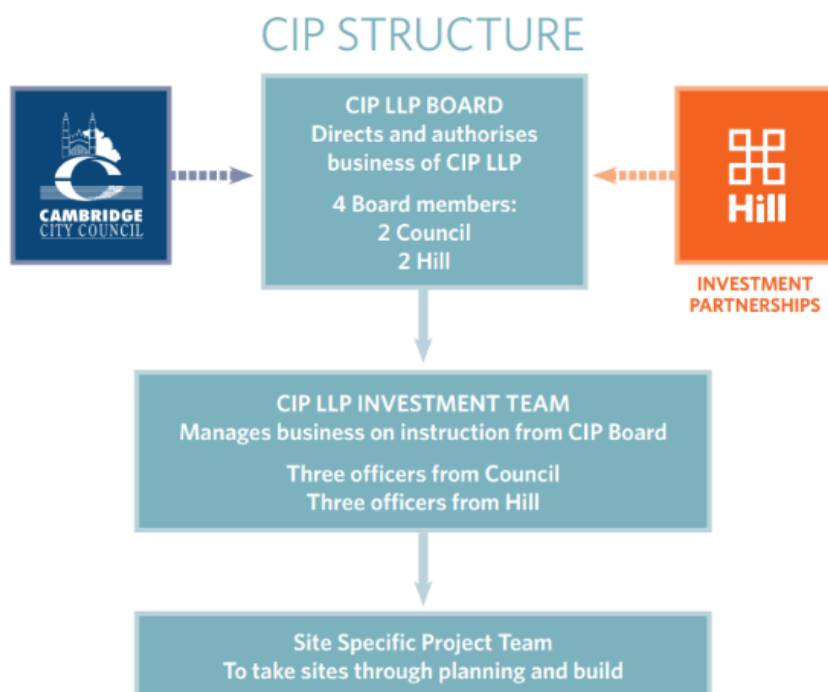 CIP STRUCTURE
CAMBRIDGE
CITY COUNCIL
CIP LLP BOARD
Directs and authorises
business of CIP LLP
4 Board members:
2 Council
2 Hill
Hill
INVESTMENT
PARTNERSHIPS
CIP LLP INVESTMENT TEAM
Manages business on instruction from CIP Board
Three officers from Council
Three officers from Hill
Site Specific Project Team
To take sites through planning and build